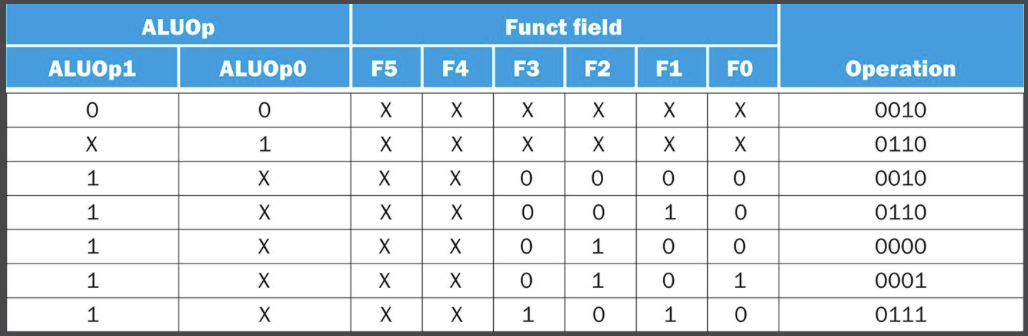 ALUOp Funct field Operation
ALUOp1 ALUOp0 F5 F4 F3 F2 F1 F0
0 0 X X X X X X 0010
X 1 X X X X X X 0110
1 X X X 0 0 0 0 0010
1 X X X 0 0 1 0 0110
1 X X X 0 1 0 0 0000
1 X X X 0 1 0 1 0001
1 X X X 1 0 1 0 0111